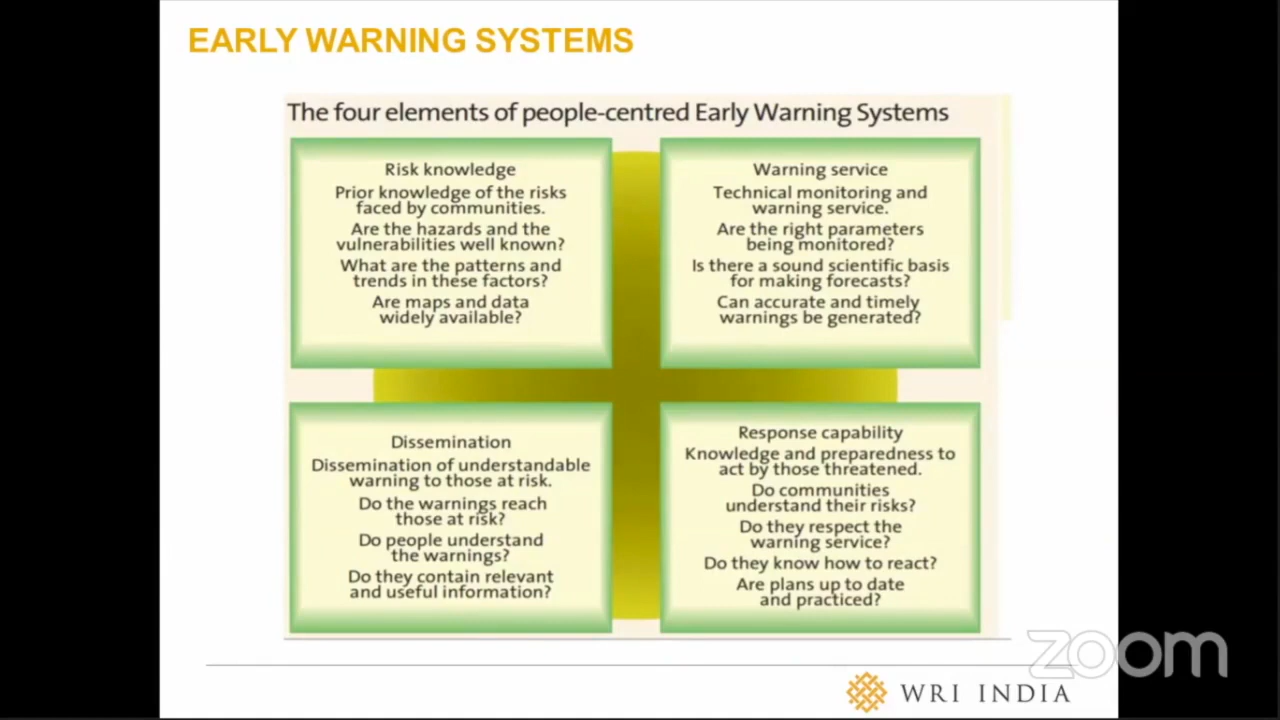 EARLY WARNING SYSTEMS
The four elements of people-centred Early Warning Systems
Risk knowledge
Prior knowledge of the risks
faced by communities.
Are the hazards and the
vulnerabilities well known?
What are the patterns and
trends in these factors?
Are maps and data
widely available?
Warning service
Technical monitoring and
warning service.
Are the right parameters
being monitored?
Is there a sound scientific basis
for making forecasts?
Can accurate and timely
warnings be generated?
Dissemination
Dissemination of understandable
warning to those at risk.
Do the warnings reach
those at risk?
Do people understand
the warnings?
Do they contain relevant
and useful information?
Response capability
Knowledge and preparedness to
act by those threatened.
Do communities
understand their risks?
Do they respect the
warning service?
Do they know how to react?
Are plans up to date
and practiced?
zoom
WRI INDIA